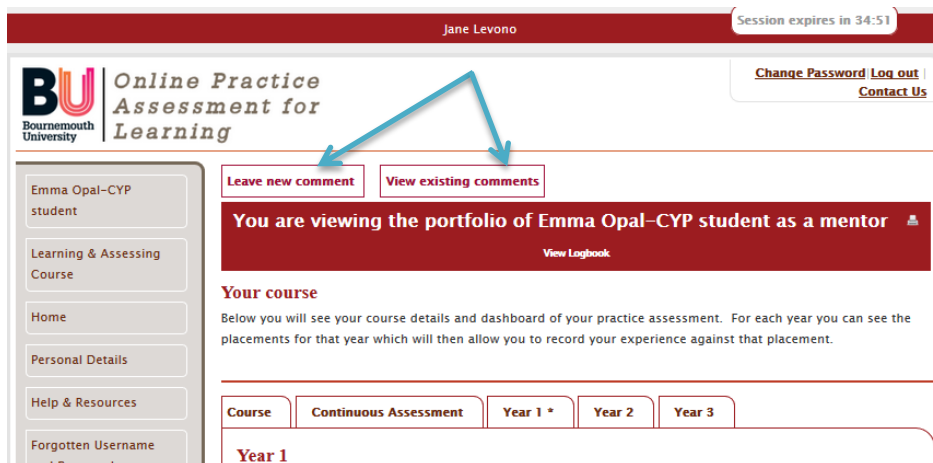 Jane Levono
Session expires in 34:51
BU
Bournemouth
University
Online Practice
Assessment for
Learning
Change Password|Log out |
Contact Us
Emma Opal-CYP
student
Learning & Assessing
Course
Home
Personal Details
Help & Resources
Forgotten Username
Leave new comment
View existing comments
You are viewing the portfolio of Emma Opal-CYP student as a mentor
View Logbook
Your course
Below you will see your course details and dashboard of your practice assessment. For each year you can see the
placements for that year which will then allow you to record your experience against that placement.
Course
Continuous Assessment
Year 1 *
Year 2
Year 3
Year 1